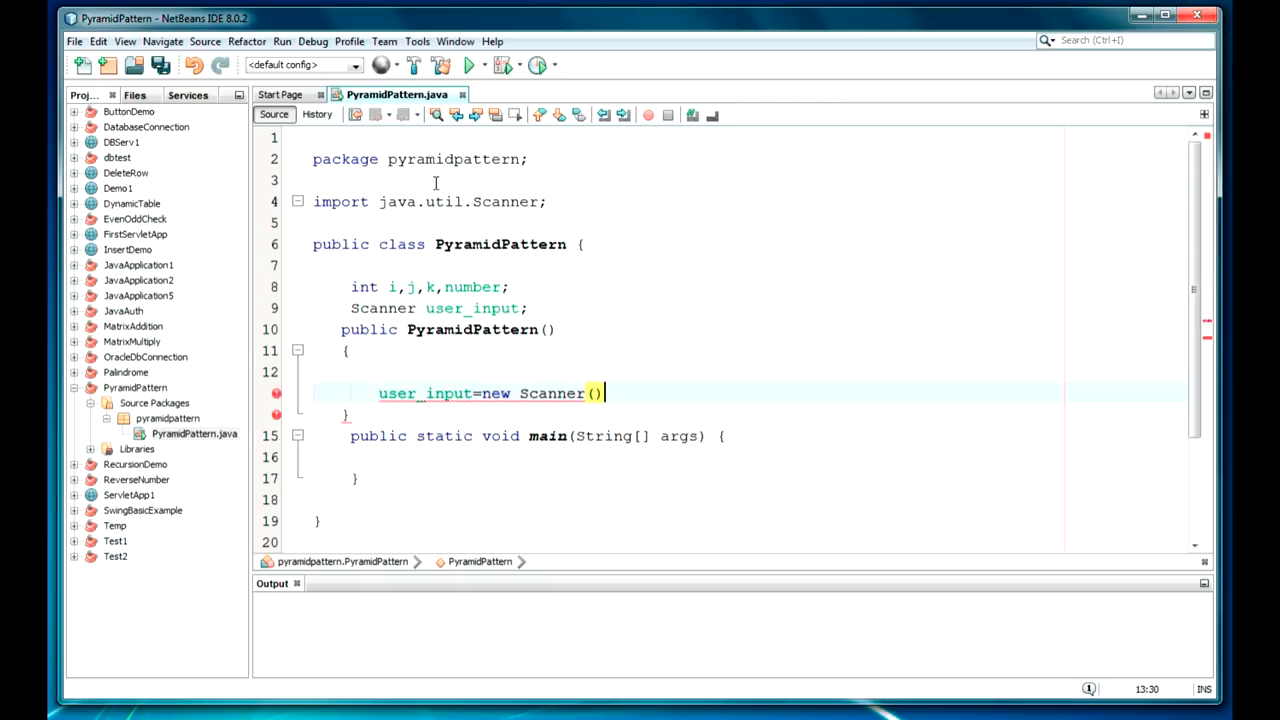 PyramidPattern - NetBeans IDE 8.0.2
File Edit View Navigate Source Refactor Run Debug Profile Team Tools Window Help
Search (Ctrl+I)
<default config>
Proj... Files Services
Start Page PyramidPattern.java
Source History
ButtonDemo
DatabaseConnection
DBServ1
dbtest
DeleteRow
Demo1
DynamicTable
EvenOddCheck
FirstServletApp
InsertDemo
JavaApplication1
JavaApplication2
JavaApplication5
JavaAuth
MatrixAddition
MatrixMultiply
OracleDbConnection
Palindrome
PyramidPattern
Source Packages
pyramidpattern
PyramidPattern.java
Libraries
RecursionDemo
ReverseNumber
ServletApp1
SwingBasicExample
Temp
Test1
Test2
1
2 package pyramidpattern;
3
4 import java.util.Scanner;
5
6 public class PyramidPattern {
7
8 int i,j,k,number;
9 Scanner user_input;
10 public PyramidPattern()
11 {
12
user_input=new Scanner()
}
15 public static void main(String[] args) {
16
17 }
18
19 }
20
pyramidpattern.PyramidPattern PyramidPattern
Output
1 13:30 INS